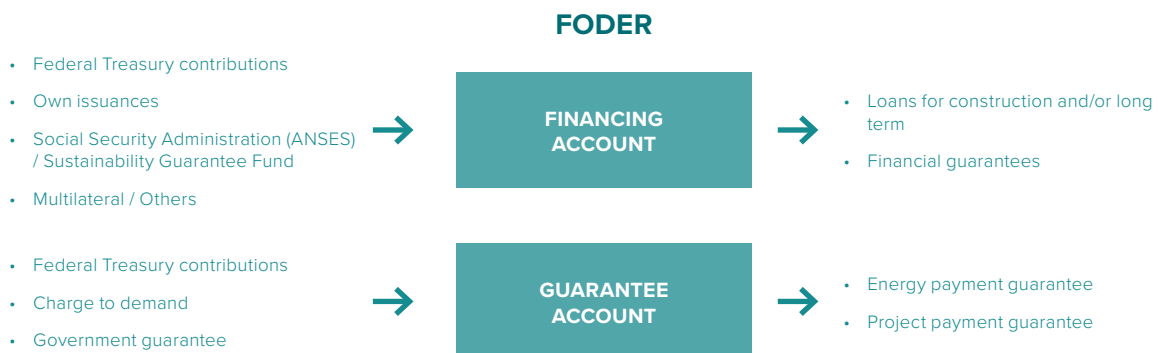 FODER
• Federal Treasury contributions
• Own issuances
• Social Security Administration (ANSES)
/ Sustainability Guarantee Fund
• Multilateral / Others
FINANCING
ACCOUNT
• Loans for construction and/or long
term
• Financial guarantees
• Federal Treasury contributions
• Charge to demand
• Government guarantee
GUARANTEE
ACCOUNT
• Energy payment guarantee
• Project payment guarantee